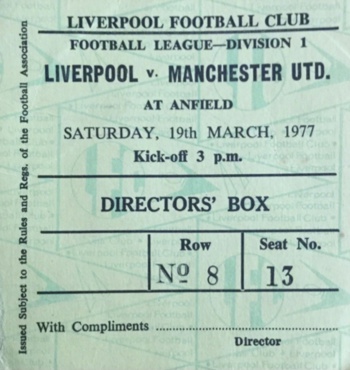 LIVERPOOL FOOTBALL CLUB
FOOTBALL LEAGUE—DIVISION 1
LIVERPOOL v. MANCHESTER UTD.
AT ANFIELD
SATURDAY, 19th MARCH, 1977
Kick-off 3 p.m.
DIRECTORS' BOX
Row Seat No.
Nº 8 13
With Compliments ........................................
Director
Issued Subject to the Rules and Regs. of the Football Association